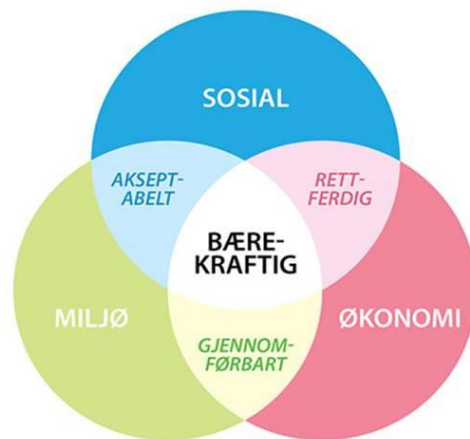 SOSIAL
AKSEPT-
ABELT
RETT-
FERDIG
BÆRE-
KRAFTIG
MILJØ
ØKONOMI
GJENNOM-
FØRBART